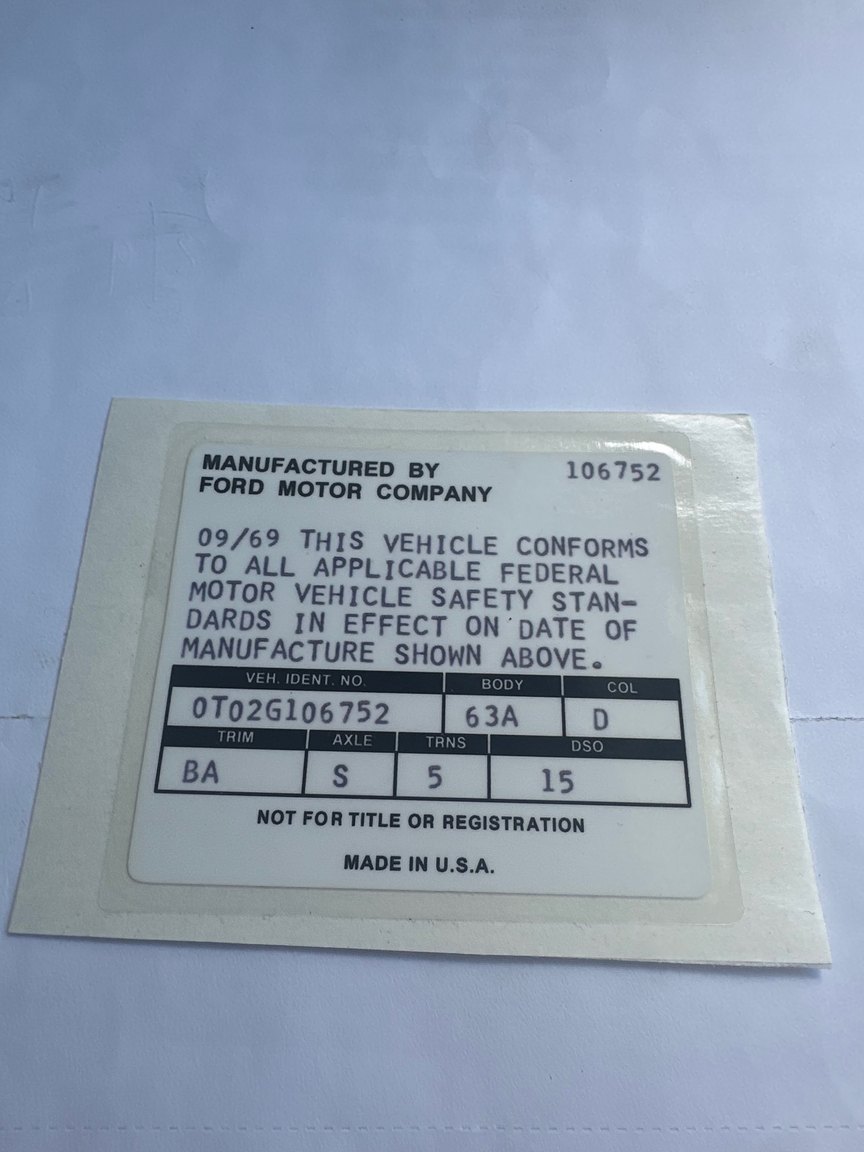 MANUFACTURED BY 106752
FORD MOTOR COMPANY
09/69 THIS VEHICLE CONFORMS
TO ALL APPLICABLE FEDERAL
MOTOR VEHICLE SAFETY STAN-
DARDS IN EFFECT ON DATE OF
MANUFACTURE SHOWN ABOVE.
VEH. IDENT. NO. BODY COL
0T02G106752 63A D
TRIM AXLE TRNS DSO
BA S 5 15
NOT FOR TITLE OR REGISTRATION
MADE IN U.S.A.